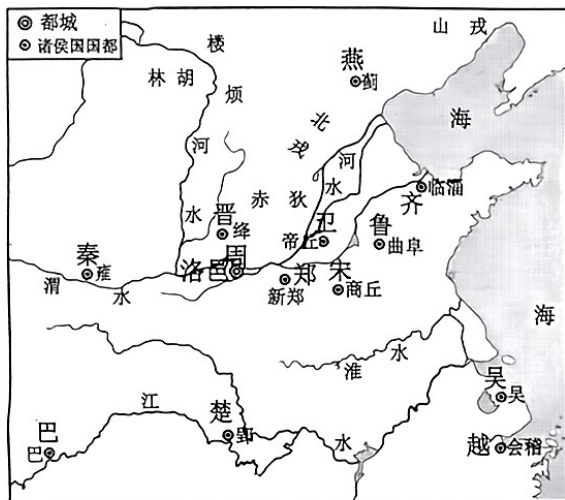 都城
诸侯国国都
山戎
楼烦
林胡
燕
蓟
海
北戎
河水
河水
赤狄
临淄
齐
晋
绛
卫
帝丘
鲁
曲阜
秦
雍
周
洛邑
郑
新郑
宋
商丘
渭水
海
淮水
吴
吴
江水
楚
郢
巴
巴
越
会稽